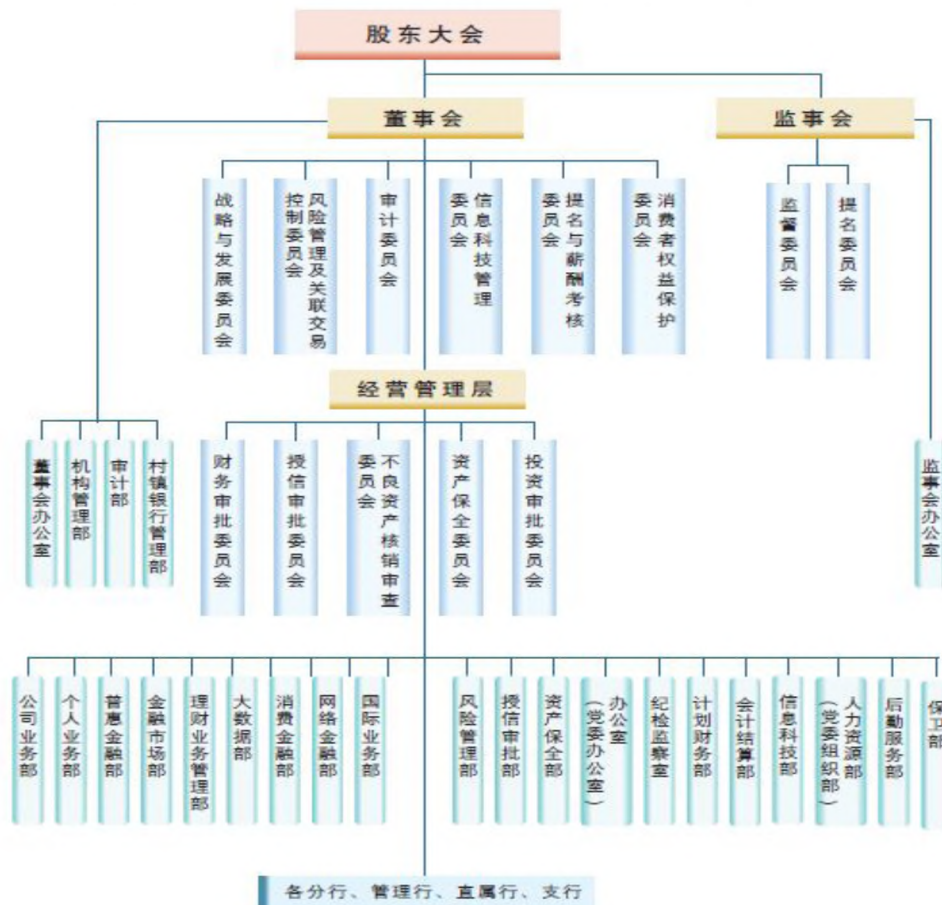 股东大会
董事会
监事会
战略与发展委员会
风险管理及关联交易
控制委员会
审计委员会
信息科技管理
委员会
提名与薪酬考核
委员会
消费者权益保护
委员会
监督委员会
提名委员会
经营管理层
董事会办公室
机构管理部
审计部
村镇银行管理部
财务审批委员会
授信审批委员会
不良资产核销审查
委员会
资产保全委员会
投资审批委员会
监事会办公室
公司业务部
个人业务部
普惠金融部
金融市场部
理财业务管理部
大数据部
消费金融部
网络金融部
国际业务部
风险管理部
授信审批部
资产保全部
办公室
（党委办公室）
纪检监察室
计划财务部
会计结算部
信息科技部
人力资源部
（党委组织部）
后勤服务部
保卫部
各分行、管理行、直属行、支行